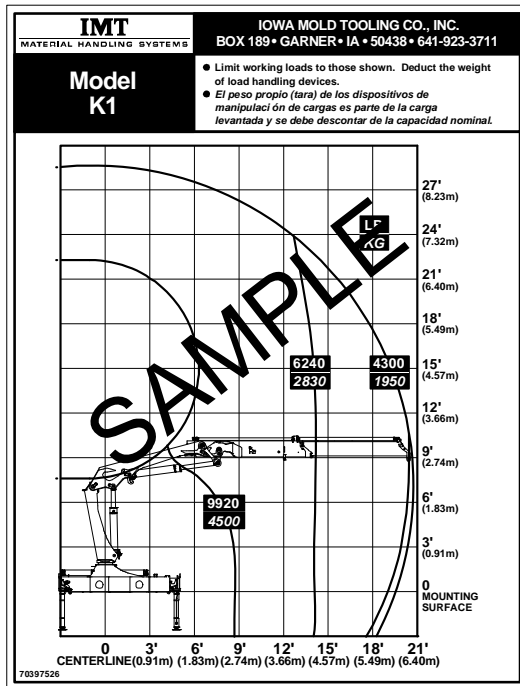 IMT
MATERIAL HANDLING SYSTEMS
IOWA MOLD TOOLING CO., INC.
BOX 189• GARNER• IA • 50438 • 641-923-3711
Model
K1
● Limit working loads to those shown. Deduct the weight
of load handling devices.
● El peso propio (tara) de los dispositivos de
manipulaci ón de cargas es parte de la carga
levantada y se debe descontar de la capacidad nominal.
SAMPLE
27'
(8.23m)
24'
(7.32m)
21'
(6.40m)
18'
(5.49m)
15'
(4.57m)
12'
(3.66m)
9'
(2.74m)
6'
(1.83m)
3'
(0.91m)
0
MOUNTING
SURFACE
KG
6240
2830
4300
1950
9920
4500
0 3' 6' 9' 12' 15' 18' 21'
CENTERLINE(0.91m) (1.83m) (2.74m) (3.66m) (4.57m) (5.49m) (6.40m)
70397526